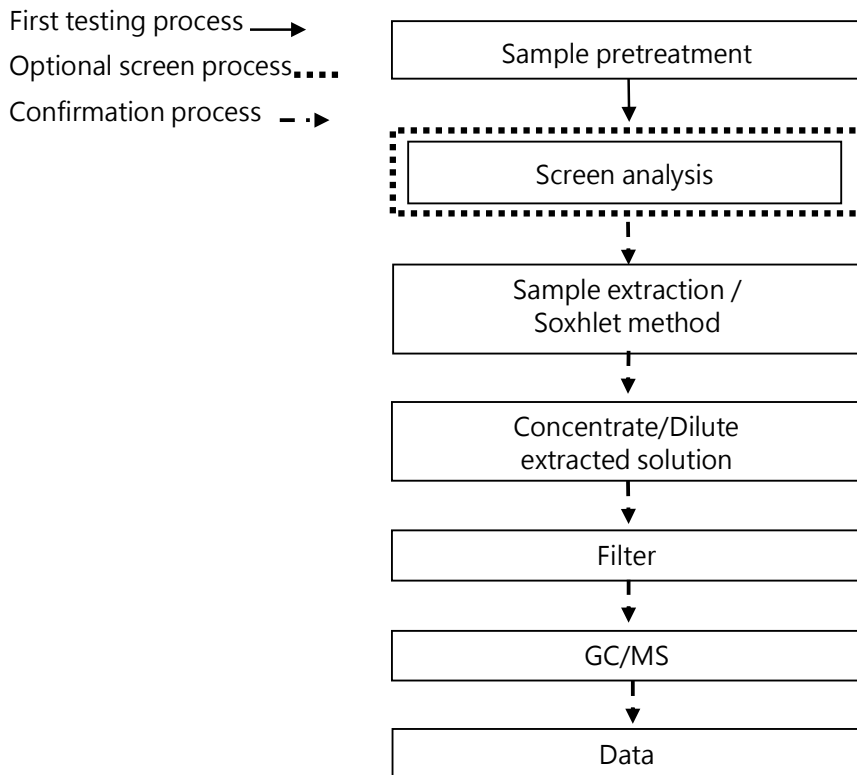 First testing process
Optional screen process
Confirmation process
Sample pretreatment
Screen analysis
Sample extraction /
Soxhlet method
Concentrate/Dilute
extracted solution
Filter
GC/MS
Data